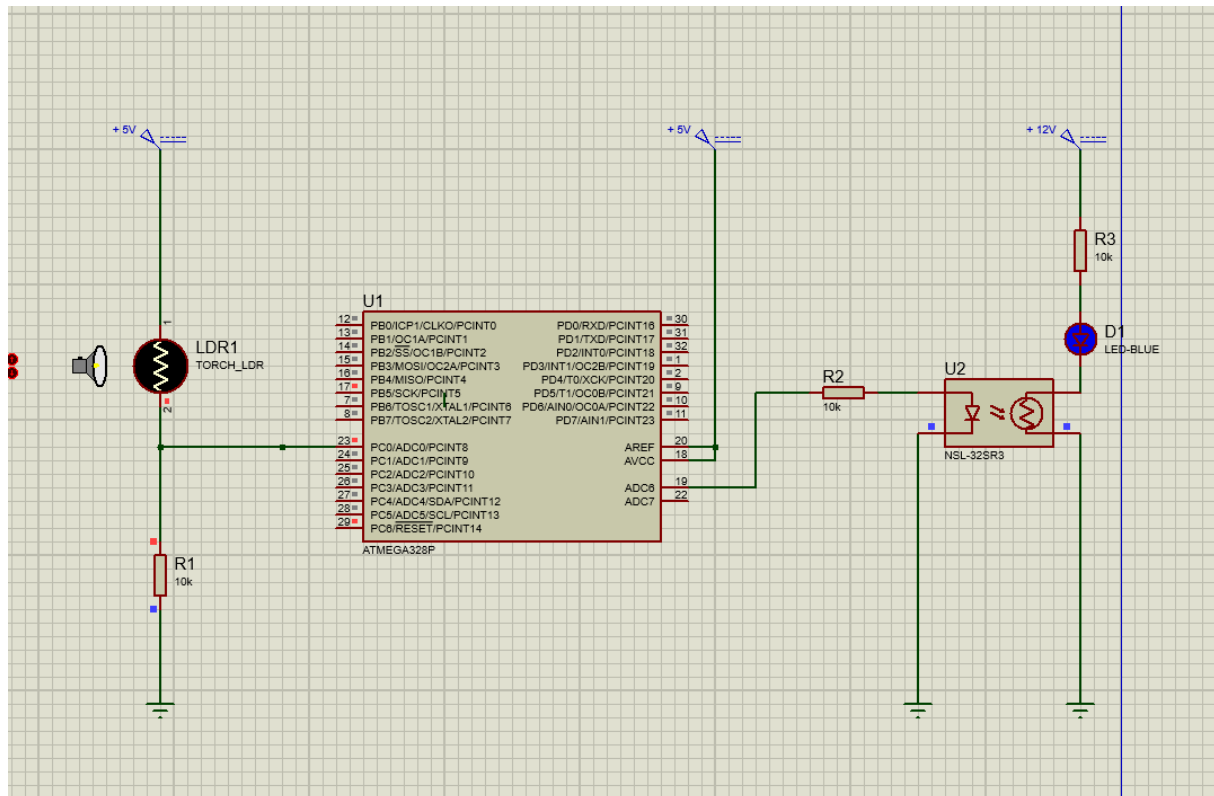 + 5V
+ 5V
+ 12V
1
LDR1
TORCH_LDR
2
R1
10k
U1
12 PB0/ICP1/CLKO/PCINT0
13 PB1/OC1A/PCINT1
14 PB2/SS/OC1B/PCINT2
15 PB3/MOSI/OC2A/PCINT3
16 PB4/MISO/PCINT4
17 PB5/SCK/PCINT5
10 PB6/TOSC1/XTAL1/PCINT6
8 PB7/TOSC2/XTAL2/PCINT7
23 PC0/ADC0/PCINT8
24 PC1/ADC1/PCINT9
25 PC2/ADC2/PCINT10
26 PC3/ADC3/PCINT11
27 PC4/ADC4/SDA/PCINT12
28 PC5/ADC5/SCL/PCINT13
29 PC6/RESET/PCINT14
PD0/RXD/PCINT16 30
PD1/TXD/PCINT17 31
PD2/INT0/PCINT18 32
PD3/INT1/OC2B/PCINT19 1
PD4/T0/XCK/PCINT20 2
PD5/T1/OC0B/PCINT21 9
PD6/AIN0/OC0A/PCINT22 10
PD7/AIN1/PCINT23 11
AREF 20
AVCC 18
ADC6 19
ADC7 22
ATMEGA328P
R2
10k
U2
NSL-32SR3
R3
10k
D1
LED-BLUE